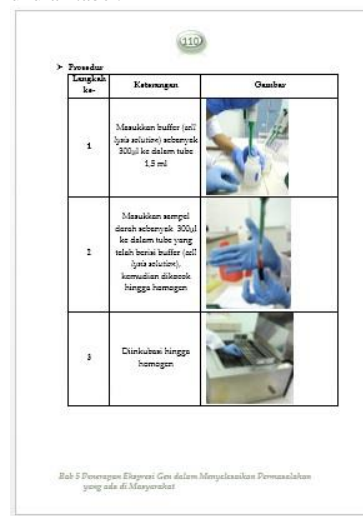 110
➤ Prosedur
Langkah
ke-
Keterangan
Gambar
1
Masukkan buffer (cell
lysis solution) sebanyak
300µl ke dalam tube
1,5 ml
2
Masukkan sampel
darah sebanyak 300µl
ke dalam tube yang
telah berisi buffer (cell
lysis solution),
kemudian dikocok
hingga homogen
3
Diinkubasi hingga
homogen
Bab 5 Penerapan Ekspresi Gen dalam Menyelesaikan Permasalahan
yang ada di Masyarakat